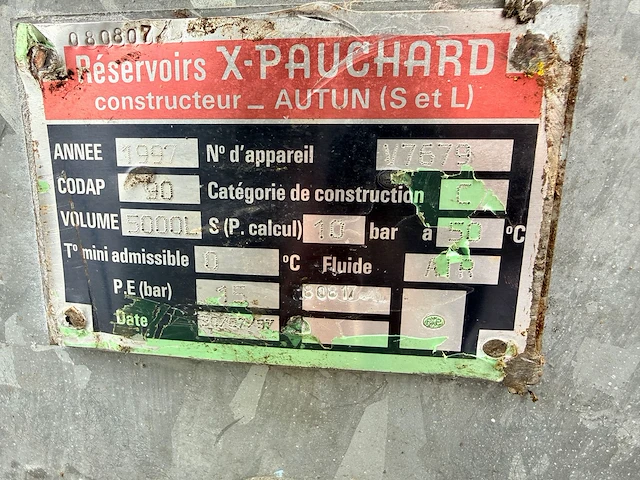 080807
Réservoirs X-PAUCHARD
constructeur _ AUTUN (S et L)
ANNEE 1997 N° d'appareil V7679
CODAP 90 Catégorie de construction C
VOLUME 5000L S (P. calcul) 10 bar à 50 °C
T° mini admissible 0 °C Fluide AIR
P.E (bar) 15
Date